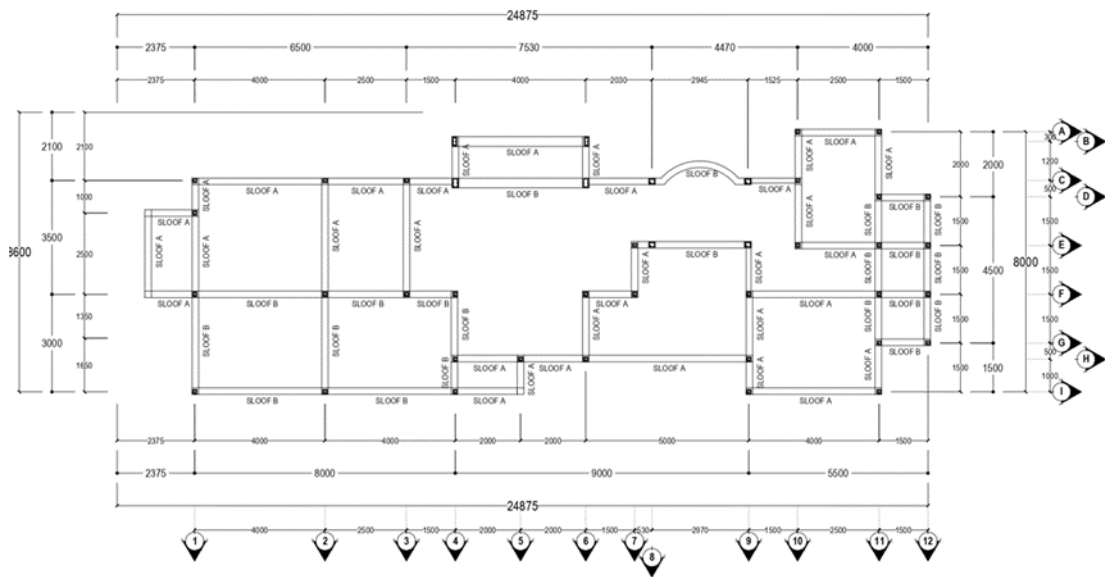 24875
2375 6500 7530 4470 4000
2375 4000 2500 1500 4000 2030 2945 1525 2500 1500
2100 2100
3500 1000 2500
3000 1350 1650
SLOOF A SLOOF A SLOOF A SLOOF A
SLOOF A SLOOF A SLOOF B
SLOOF A SLOOF A SLOOF B SLOOF A
SLOOF A SLOOF A SLOOF A SLOOF A SLOOF A SLOOF A SLOOF B SLOOF B SLOOF B
SLOOF A SLOOF B SLOOF A SLOOF A SLOOF B SLOOF B SLOOF B
SLOOF A SLOOF B SLOOF B SLOOF A SLOOF A SLOOF B
SLOOF B SLOOF B SLOOF B SLOOF A SLOOF A SLOOF A SLOOF B
SLOOF B SLOOF A SLOOF A SLOOF A SLOOF A SLOOF A
SLOOF B SLOOF B SLOOF A SLOOF A
2000 2000 1200
1500 4500 8000 500
1500 1500
1500 1500
1500 1500 1500
500 1000
A
B
C
D
E
F
G
H
I
2375 4000 4000 2000 2000 5000 4000 1500
2375 8000 9000 5500
24875
4000 2500 1500 2000 2000 1500 530 2970 1500 2500 1500
1 2 3 4 5 6 7 8 9 10 11 12